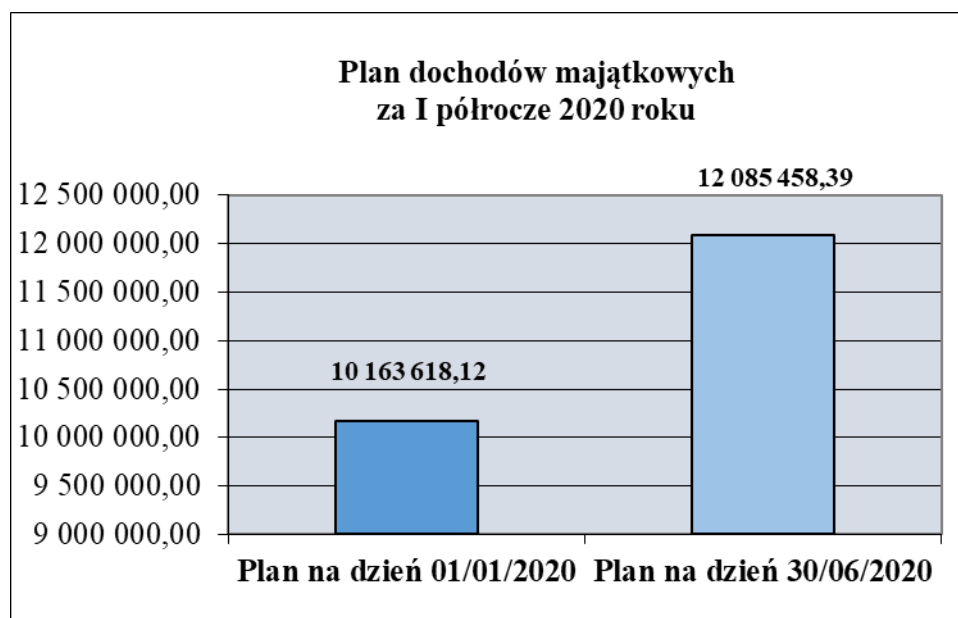 Plan dochodów majątkowych
za I półrocze 2020 roku
12 085 458,39
12 500 000,00
12 000 000,00
11 500 000,00
11 000 000,00
10 500 000,00
10 163 618,12
10 000 000,00
9 500 000,00
9 000 000,00
Plan na dzień 01/01/2020 Plan na dzień 30/06/2020